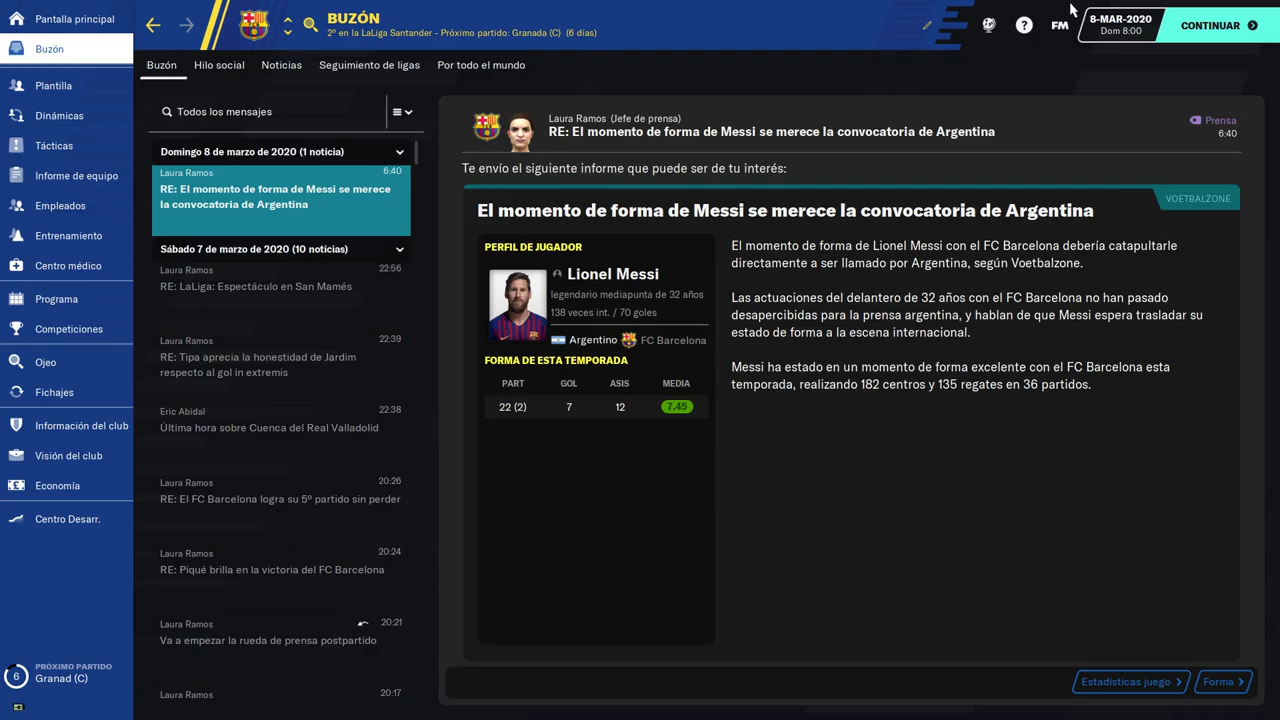 Pantalla principal
Buzón
Plantilla
Dinámicas
Tácticas
Informe de equipo
Empleados
Entrenamiento
Centro médico
Programa
Competiciones
Ojeo
Fichajes
Información del club
Visión del club
Economía
Centro Desarr.
6
PRÓXIMO PARTIDO
Granad (C)
BUZÓN
2º en la LaLiga Santander - Próximo partido: Granada (C) (6 días)
?
FM
8-MAR-2020
Dom 8:00
CONTINUAR
Buzón
Hilo social
Noticias
Seguimiento de ligas
Por todo el mundo
Todos los mensajes
Domingo 8 de marzo de 2020 (1 noticia)
Laura Ramos 6:40
RE: El momento de forma de Messi se merece
la convocatoria de Argentina
Sábado 7 de marzo de 2020 (10 noticias)
Laura Ramos 22:56
RE: LaLiga: Espectáculo en San Mamés
Laura Ramos 22:39
RE: Tipa aprecia la honestidad de Jardim
respecto al gol in extremis
Eric Abidal 22:38
Última hora sobre Cuenca del Real Valladolid
Laura Ramos 20:26
RE: El FC Barcelona logra su 5º partido sin perder
Laura Ramos 20:24
RE: Piqué brilla en la victoria del FC Barcelona
Laura Ramos 20:21
Va a empezar la rueda de prensa postpartido
Laura Ramos 20:17
Laura Ramos (Jefe de prensa)
RE: El momento de forma de Messi se merece la convocatoria de Argentina
Prensa
6:40
Te envío el siguiente informe que puede ser de tu interés:
VOETBALZONE
El momento de forma de Messi se merece la convocatoria de Argentina
PERFIL DE JUGADOR
Lionel Messi
legendario mediapunta de 32 años
138 veces int. / 70 goles
Argentino FC Barcelona
FORMA DE ESTA TEMPORADA
PART GOL ASIS MEDIA
22 (2) 7 12 7.45
El momento de forma de Lionel Messi con el FC Barcelona debería catapultarle
directamente a ser llamado por Argentina, según Voetbalzone.
Las actuaciones del delantero de 32 años con el FC Barcelona no han pasado
desapercibidas para la prensa argentina, y hablan de que Messi espera trasladar su
estado de forma a la escena internacional.
Messi ha estado en un momento de forma excelente con el FC Barcelona esta
temporada, realizando 182 centros y 135 regates en 36 partidos.
Estadísticas juego
Forma